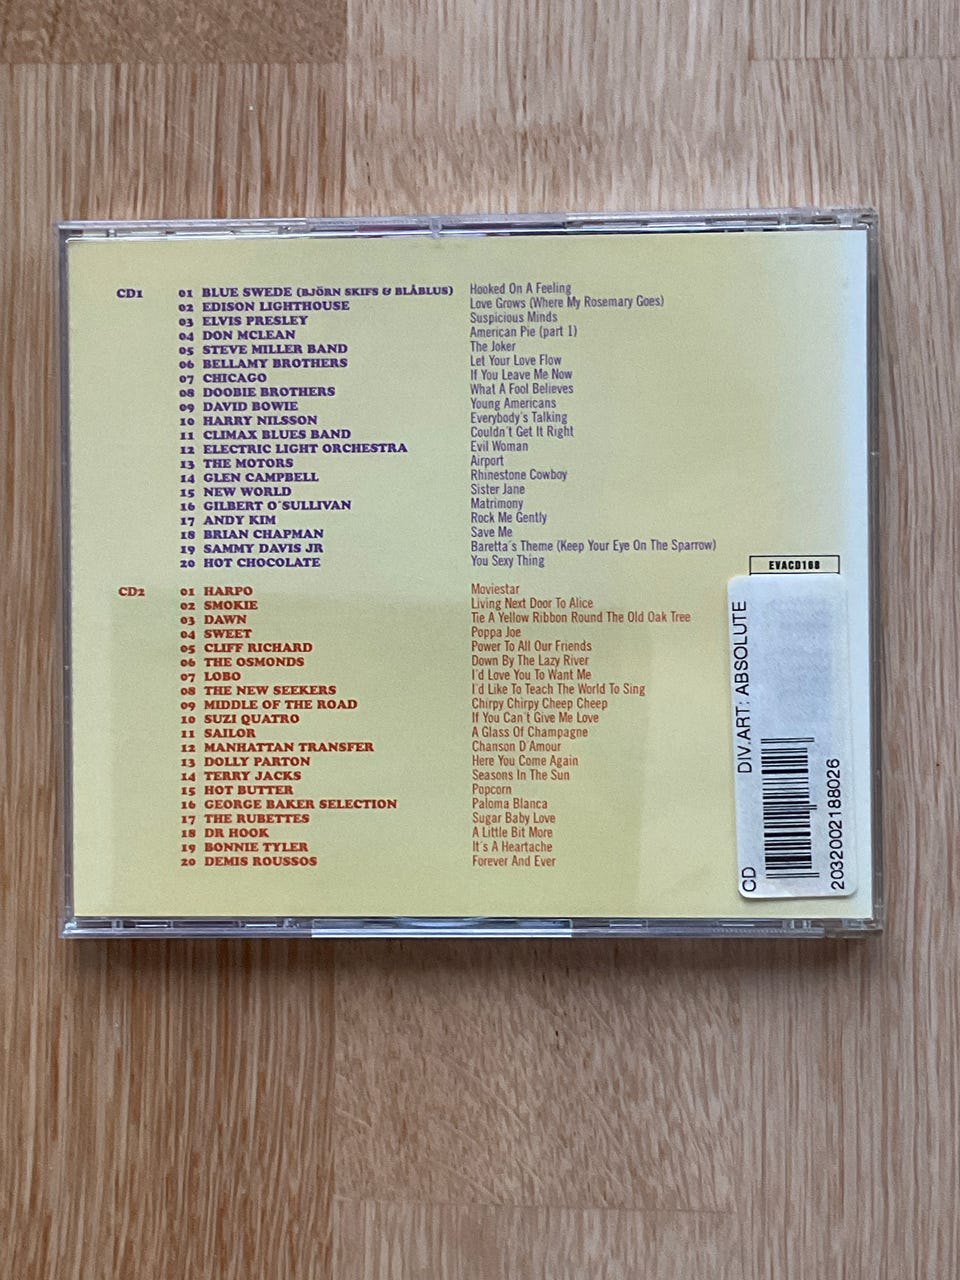 CD1 01 BLUE SWEDE (BJÖRN SKIFS & BLÅBLUS) Hooked On A Feeling
02 EDISON LIGHTHOUSE Love Grows (Where My Rosemary Goes)
03 ELVIS PRESLEY Suspicious Minds
04 DON MCLEAN American Pie (part 1)
05 STEVE MILLER BAND The Joker
06 BELLAMY BROTHERS Let Your Love Flow
07 CHICAGO If You Leave Me Now
08 DOOBIE BROTHERS What A Fool Believes
09 DAVID BOWIE Young Americans
10 HARRY NILSSON Everybody´s Talking
11 CLIMAX BLUES BAND Couldn´t Get It Right
12 ELECTRIC LIGHT ORCHESTRA Evil Woman
13 THE MOTORS Airport
14 GLEN CAMPBELL Rhinestone Cowboy
15 NEW WORLD Sister Jane
16 GILBERT O´SULLIVAN Matrimony
17 ANDY KIM Rock Me Gently
18 BRIAN CHAPMAN Save Me
19 SAMMY DAVIS JR Baretta´s Theme (Keep Your Eye On The Sparrow)
20 HOT CHOCOLATE You Sexy Thing
CD2 01 HARPO Moviestar
02 SMOKIE Living Next Door To Alice
03 DAWN Tie A Yellow Ribbon Round The Old Oak Tree
04 SWEET Poppa Joe
05 CLIFF RICHARD Power To All Our Friends
06 THE OSMONDS Down By The Lazy River
07 LOBO I´d Love You To Want Me
08 THE NEW SEEKERS I´d Like To Teach The World To Sing
09 MIDDLE OF THE ROAD Chirpy Chirpy Cheep Cheep
10 SUZI QUATRO If You Can´t Give Me Love
11 SAILOR A Glass Of Champagne
12 MANHATTAN TRANSFER Chanson D´Amour
13 DOLLY PARTON Here You Come Again
14 TERRY JACKS Seasons In The Sun
15 HOT BUTTER Popcorn
16 GEORGE BAKER SELECTION Paloma Blanca
17 THE RUBETTES Sugar Baby Love
18 DR HOOK A Little Bit More
19 BONNIE TYLER It´s A Heartache
20 DEMIS ROUSSOS Forever And Ever
EVACD168
CD DIV.ART: ABSOLUTE
2032002188026